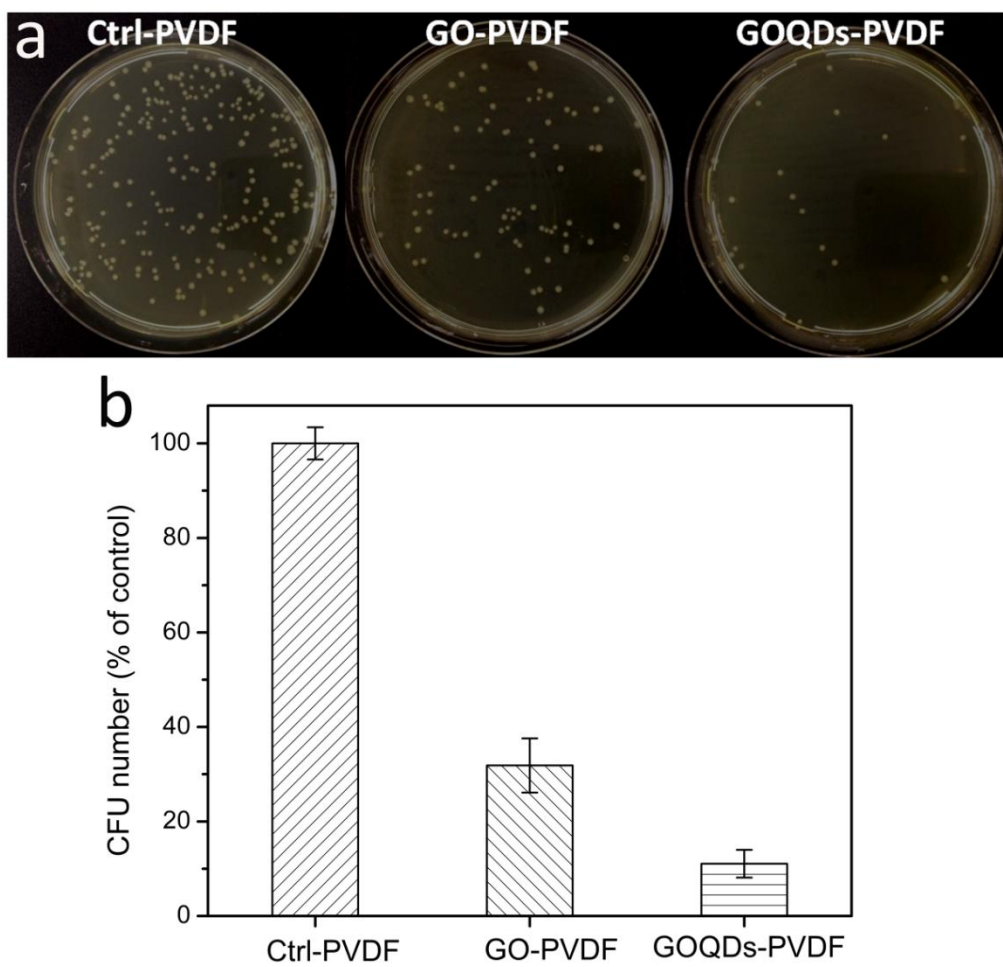 a
Ctrl-PVDF
GO-PVDF
GOQDs-PVDF
b
CFU number (% of control)
100
80
60
40
20
0
Ctrl-PVDF
GO-PVDF
GOQDs-PVDF